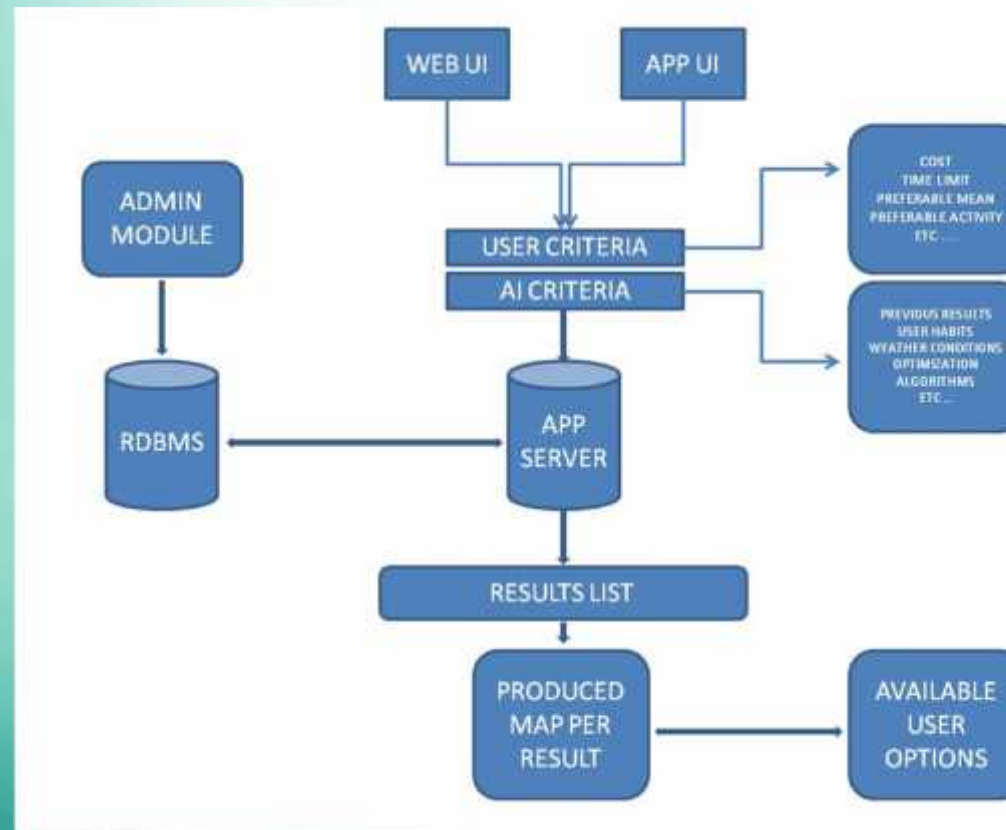 WEB UI
APP UI
COST
TIME LIMIT
PREFERABLE MEAN
PREFERABLE ACTIVITY
ETC ....
ADMIN
MODULE
USER CRITERIA
AI CRITERIA
PREVIOUS RESULTS
USER HABITS
WEATHER CONDITIONS
OPTIMIZATION
ALGORITHMS
ETC ...
RDBMS
APP
SERVER
RESULTS LIST
PRODUCED
MAP PER
RESULT
AVAILABLE
USER
OPTIONS